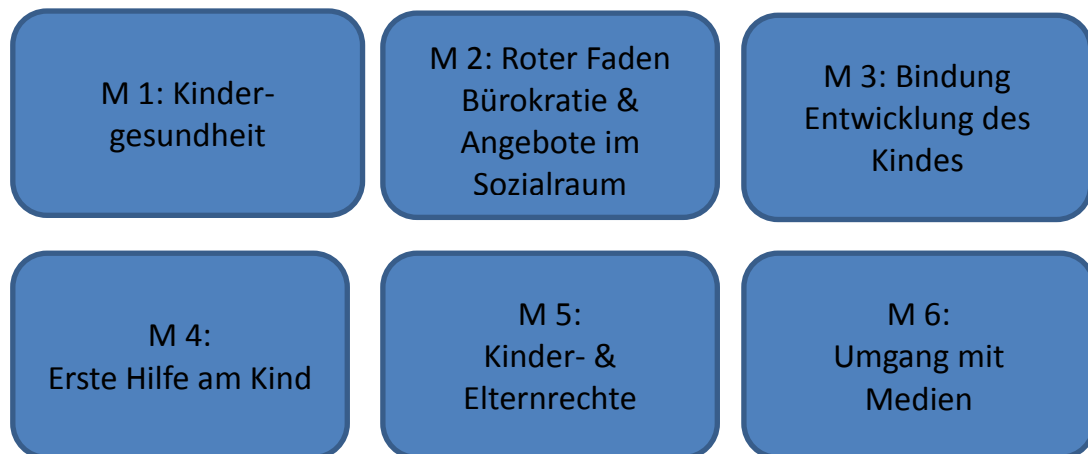 M 1: Kinder-
gesundheit
M 2: Roter Faden
Bürokratie &
Angebote im
Sozialraum
M 3: Bindung
Entwicklung des
Kindes
M 4:
Erste Hilfe am Kind
M 5:
Kinder- &
Elternrechte
M 6:
Umgang mit
Medien